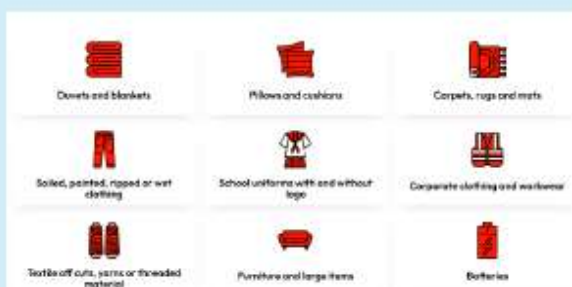 Duvets and blankets
Pillows and cushions
Carpets, rugs and mats
Soiled, painted, ripped or wet
clothing
School uniforms with and without
logo
Corporate clothing and workwear
Textile off cuts, yarns or threaded
material
Furniture and large items
Batteries